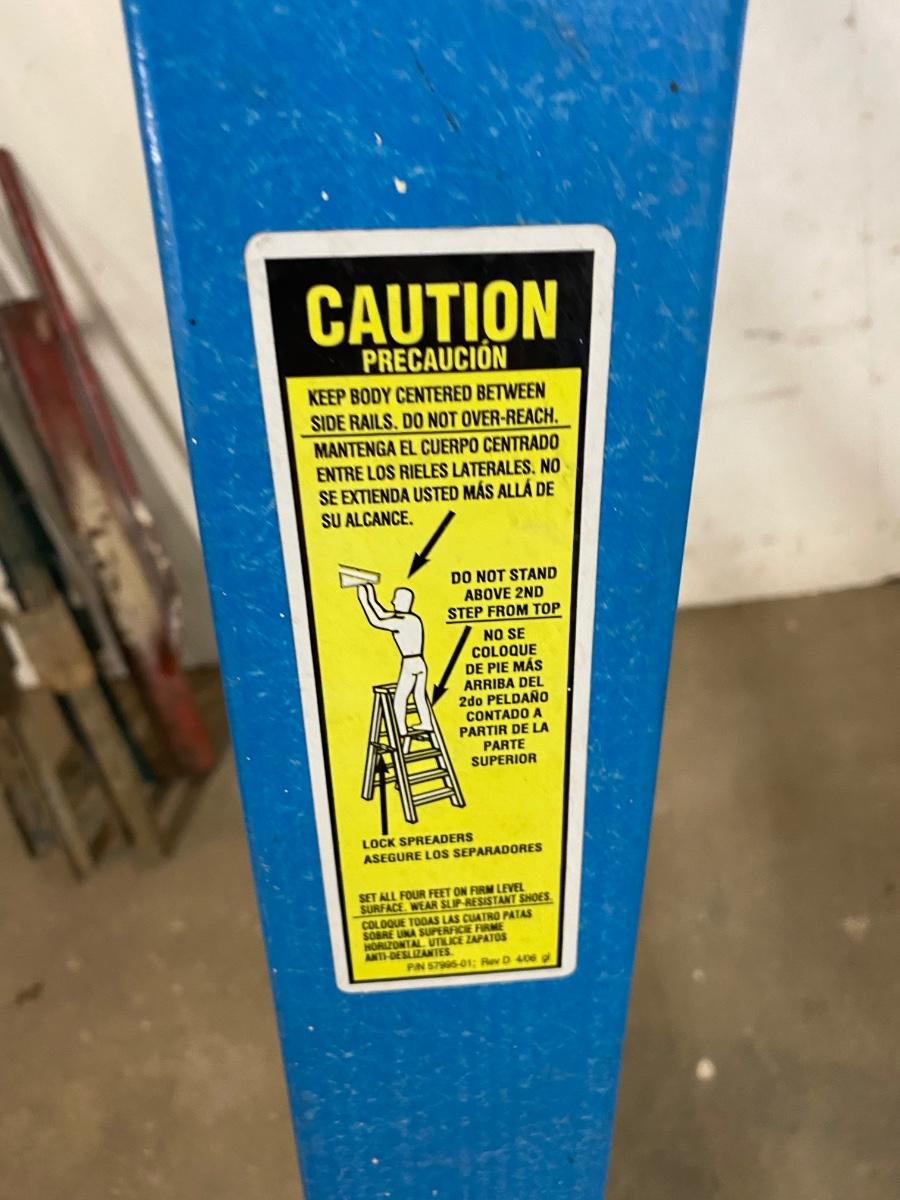 CAUTION
PRECAUCIÓN
KEEP BODY CENTERED BETWEEN
SIDE RAILS. DO NOT OVER-REACH.
MANTENGA EL CUERPO CENTRADO
ENTRE LOS RIELES LATERALES. NO
SE EXTIENDA USTED MÁS ALLÁ DE
SU ALCANCE.
DO NOT STAND
ABOVE 2ND
STEP FROM TOP
NO SE
COLOQUE
DE PIE MÁS
ARRIBA DEL
2do PELDAÑO
CONTADO A
PARTIR DE LA
PARTE
SUPERIOR
LOCK SPREADERS
ASEGURE LOS SEPARADORES
SET ALL FOUR FEET ON FIRM LEVEL
SURFACE. WEAR SLIP-RESISTANT SHOES.
COLOQUE TODAS LAS CUATRO PATAS
SOBRE UNA SUPERFICIE FIRME
HORIZONTAL. UTILICE ZAPATOS
ANTI-DESLIZANTES.
P/N 57995-01; Rev D 4/06 gl